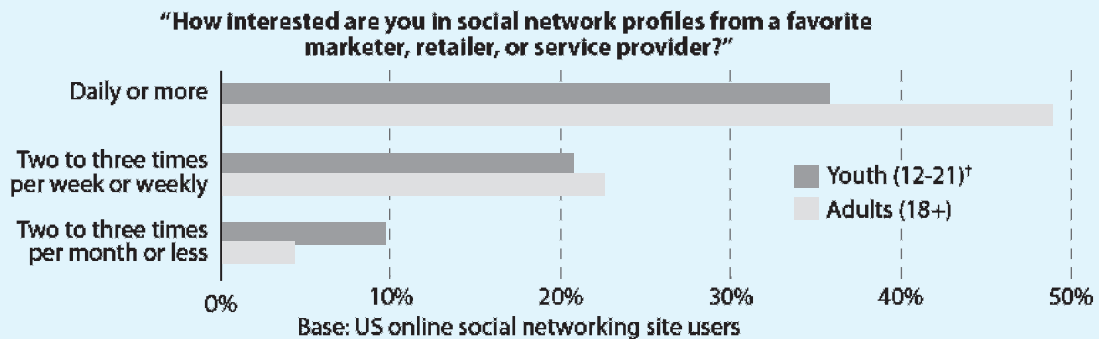 “How interested are you in social network profiles from a favorite
marketer, retailer, or service provider?”
Daily or more
Two to three times
per week or weekly
Youth (12-21)†
Adults (18+)
Two to three times
per month or less
0%
10%
20%
30%
40%
50%
Base: US online social networking site users